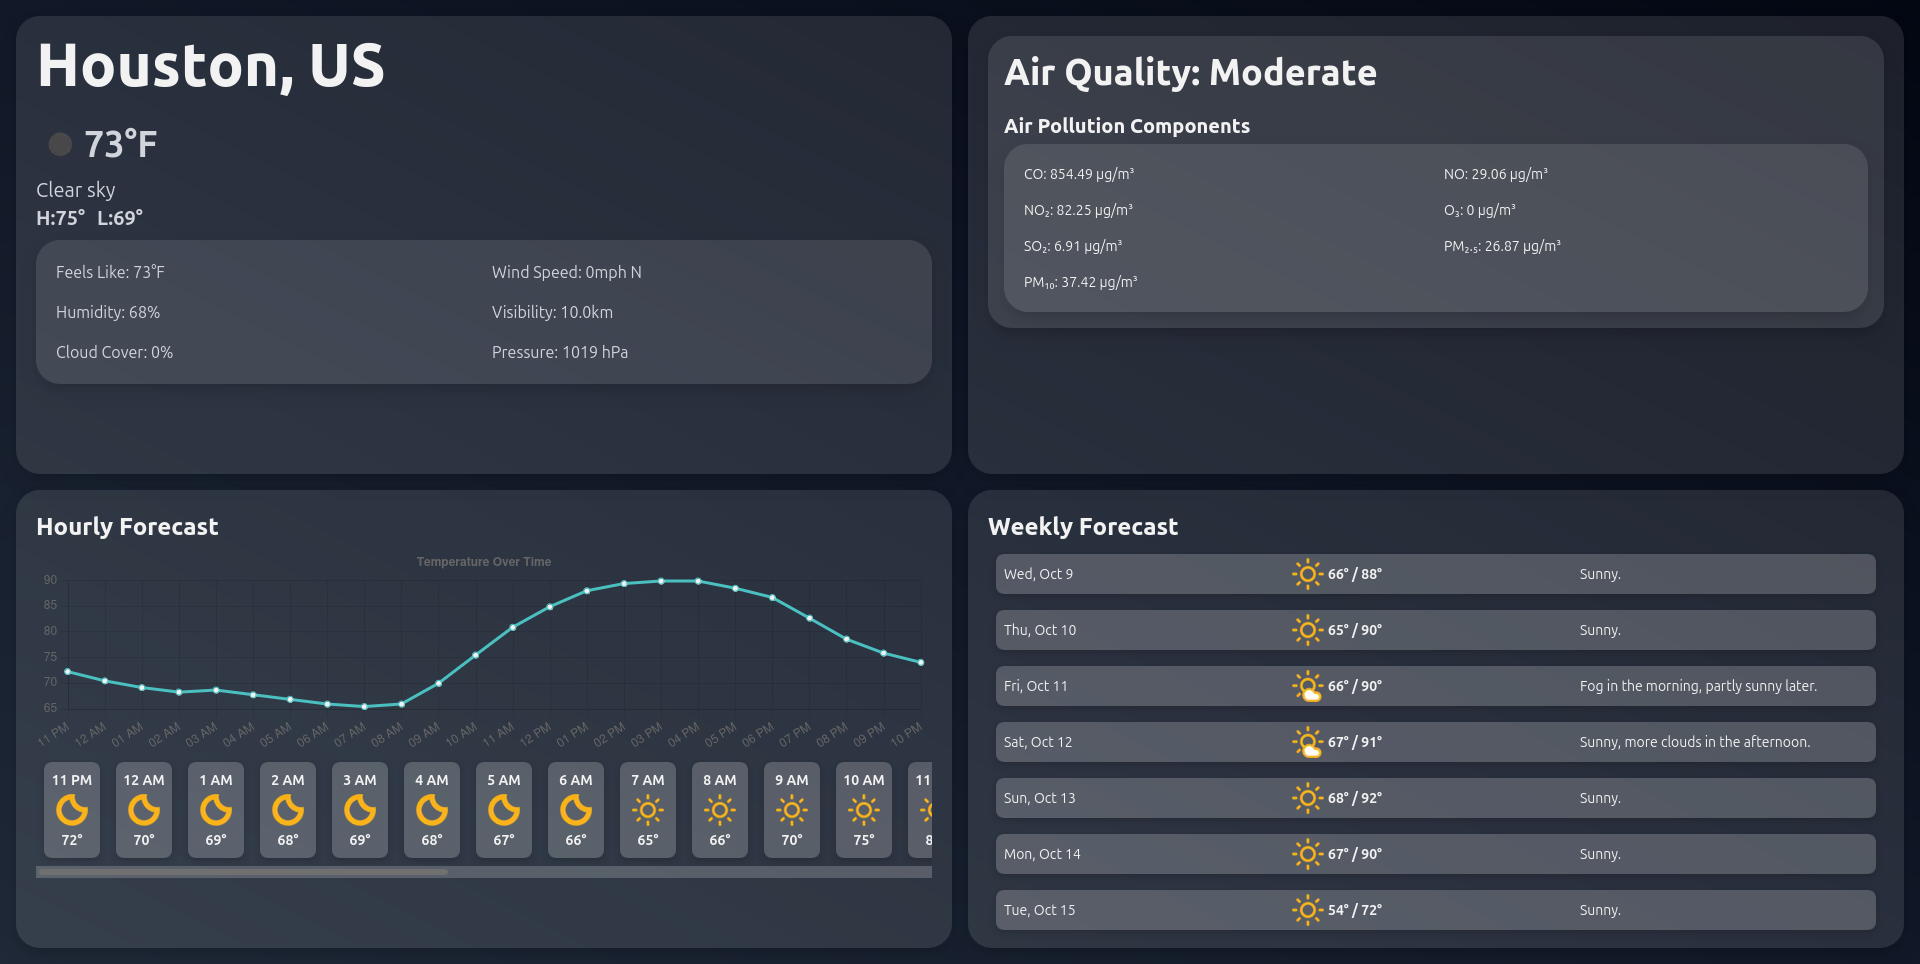 Houston, US
73°F
Clear sky
H:75° L:69°
Feels Like: 73°F
Wind Speed: 0mph N
Humidity: 68%
Visibility: 10.0km
Cloud Cover: 0%
Pressure: 1019 hPa
Air Quality: Moderate
Air Pollution Components
CO: 854.49 µg/m³
NO: 29.06 µg/m³
NO₂: 82.25 µg/m³
O₃: 0 µg/m³
SO₂: 6.91 µg/m³
PM₂.₅: 26.87 µg/m³
PM₁₀: 37.42 µg/m³
Hourly Forecast
Temperature Over Time
90
85
80
75
70
65
11 PM 12 AM 01 AM 02 AM 03 AM 04 AM 05 AM 06 AM 07 AM 08 AM 09 AM 10 AM 11 AM 12 PM 01 PM 02 PM 03 PM 04 PM 05 PM 06 PM 07 PM 08 PM 09 PM 10 PM
11 PM 12 AM 1 AM 2 AM 3 AM 4 AM 5 AM 6 AM 7 AM 8 AM 9 AM 10 AM 11
72° 70° 69° 68° 69° 68° 67° 66° 65° 66° 70° 75° 8
Weekly Forecast
Wed, Oct 9 66° / 88° Sunny.
Thu, Oct 10 65° / 90° Sunny.
Fri, Oct 11 66° / 90° Fog in the morning, partly sunny later.
Sat, Oct 12 67° / 91° Sunny, more clouds in the afternoon.
Sun, Oct 13 68° / 92° Sunny.
Mon, Oct 14 67° / 90° Sunny.
Tue, Oct 15 54° / 72° Sunny.